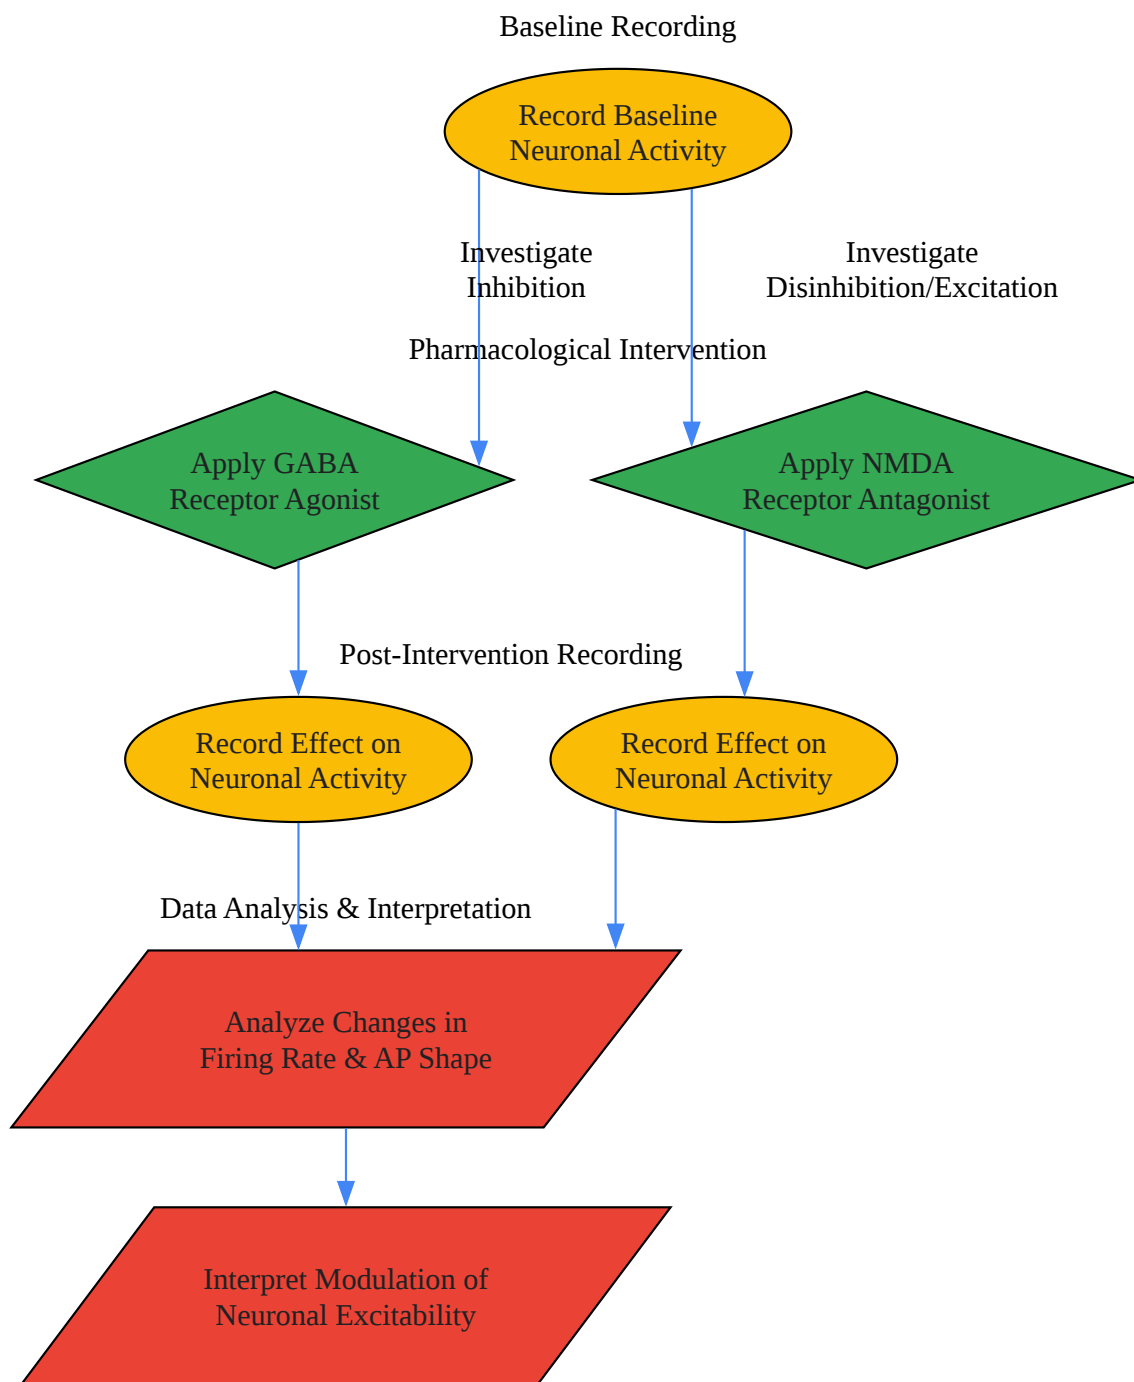 Baseline Recording
Record Baseline
Neuronal Activity
Investigate
Inhibition
Investigate
Disinhibition/Excitation
Pharmacological Intervention
Apply GABA
Receptor Agonist
Apply NMDA
Receptor Antagonist
Post-Intervention Recording
Record Effect on
Neuronal Activity
Record Effect on
Neuronal Activity
Data Analysis & Interpretation
Analyze Changes in
Firing Rate & AP Shape
Interpret Modulation of
Neuronal Excitability